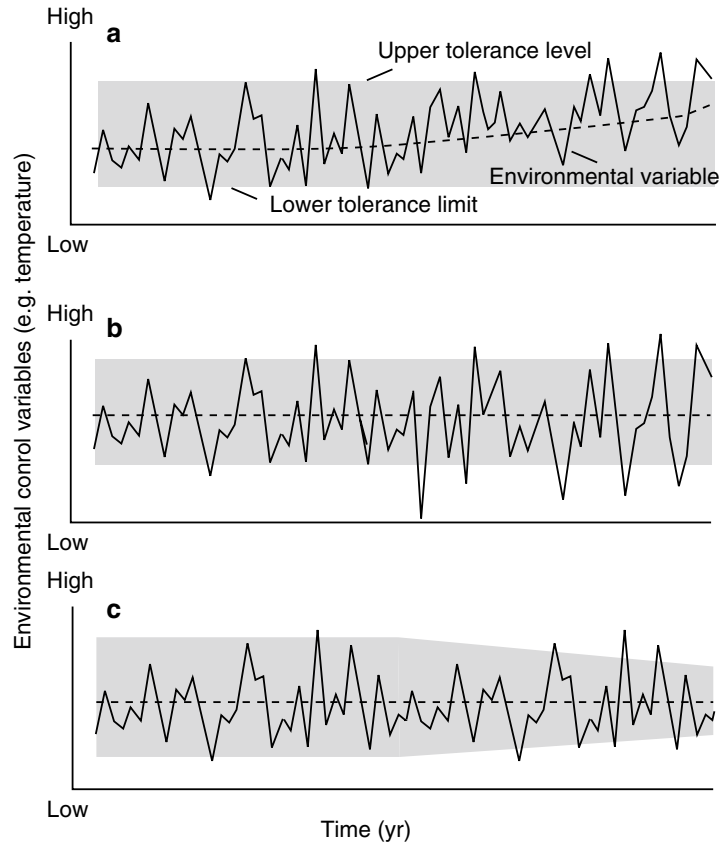 Environmental conrol variables (e.g. temperature)
High
a
Upper tolerance level
Environmental variable
Lower tolerance limit
Low
High
b
Low
High
c
Low
Time (yr)